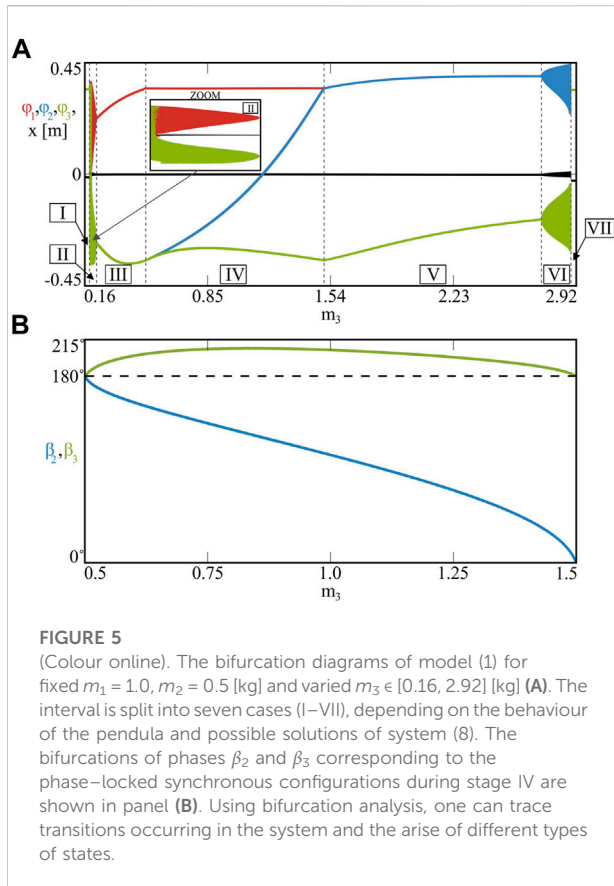 A
0.45
φ1,φ2,φ3,
x [m]
0
-0.45
ZOOM
II
I
II
III
IV
V
VI
VII
0.16 0.85 1.54 2.23 2.92
m3
B
215°
180°
β2,β3
0°
0.5 0.75 1.0 1.25 1.5
m3
FIGURE 5
(Colour online). The bifurcation diagrams of model (1) for
fixed m1 = 1.0, m2 = 0.5 [kg] and varied m3 ϵ [0.16, 2.92] [kg] (A). The
interval is split into seven cases (I–VII), depending on the behaviour
of the pendula and possible solutions of system (8). The
bifurcations of phases β2 and β3 corresponding to the
phase–locked synchronous configurations during stage IV are
shown in panel (B). Using bifurcation analysis, one can trace
transitions occurring in the system and the arise of different types
of states.